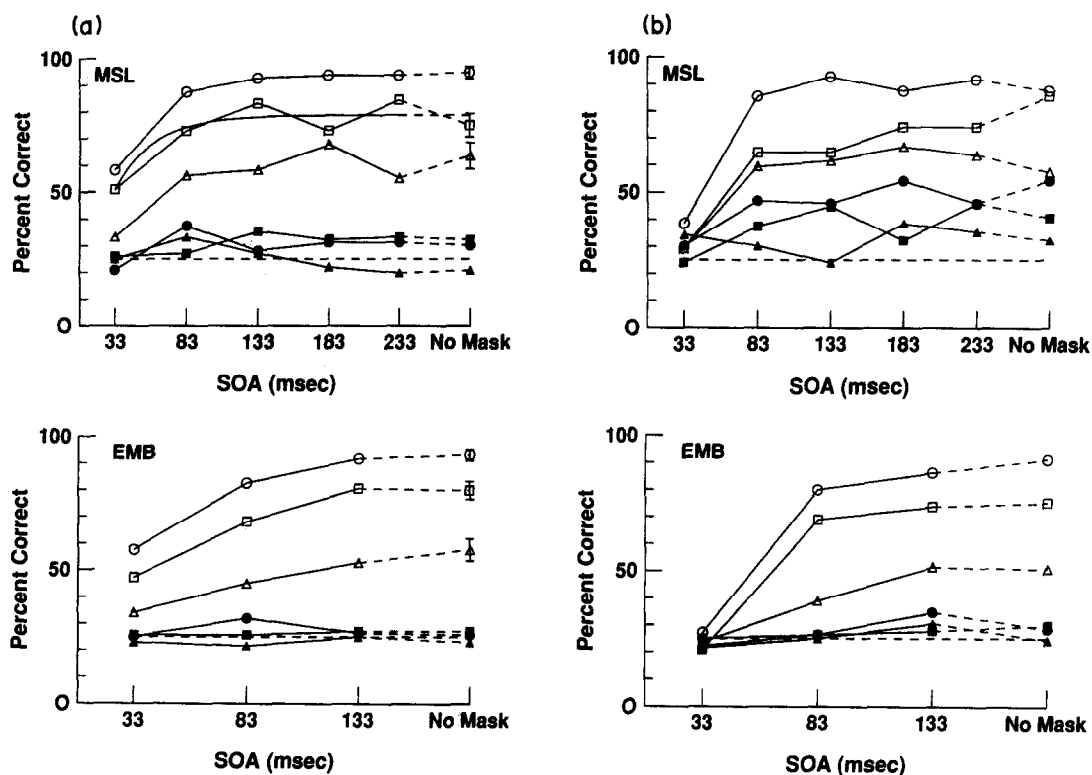 (a)
100
MSL
50
0
Percent Correct
33 83 133 183 233 No Mask
SOA (msec)
(b)
100
MSL
50
0
Percent Correct
33 83 133 183 233 No Mask
SOA (msec)
100
EMB
50
0
Percent Correct
33 83 133 No Mask
SOA (msec)
100
EMB
50
0
Percent Correct
33 83 133 No Mask
SOA (msec)